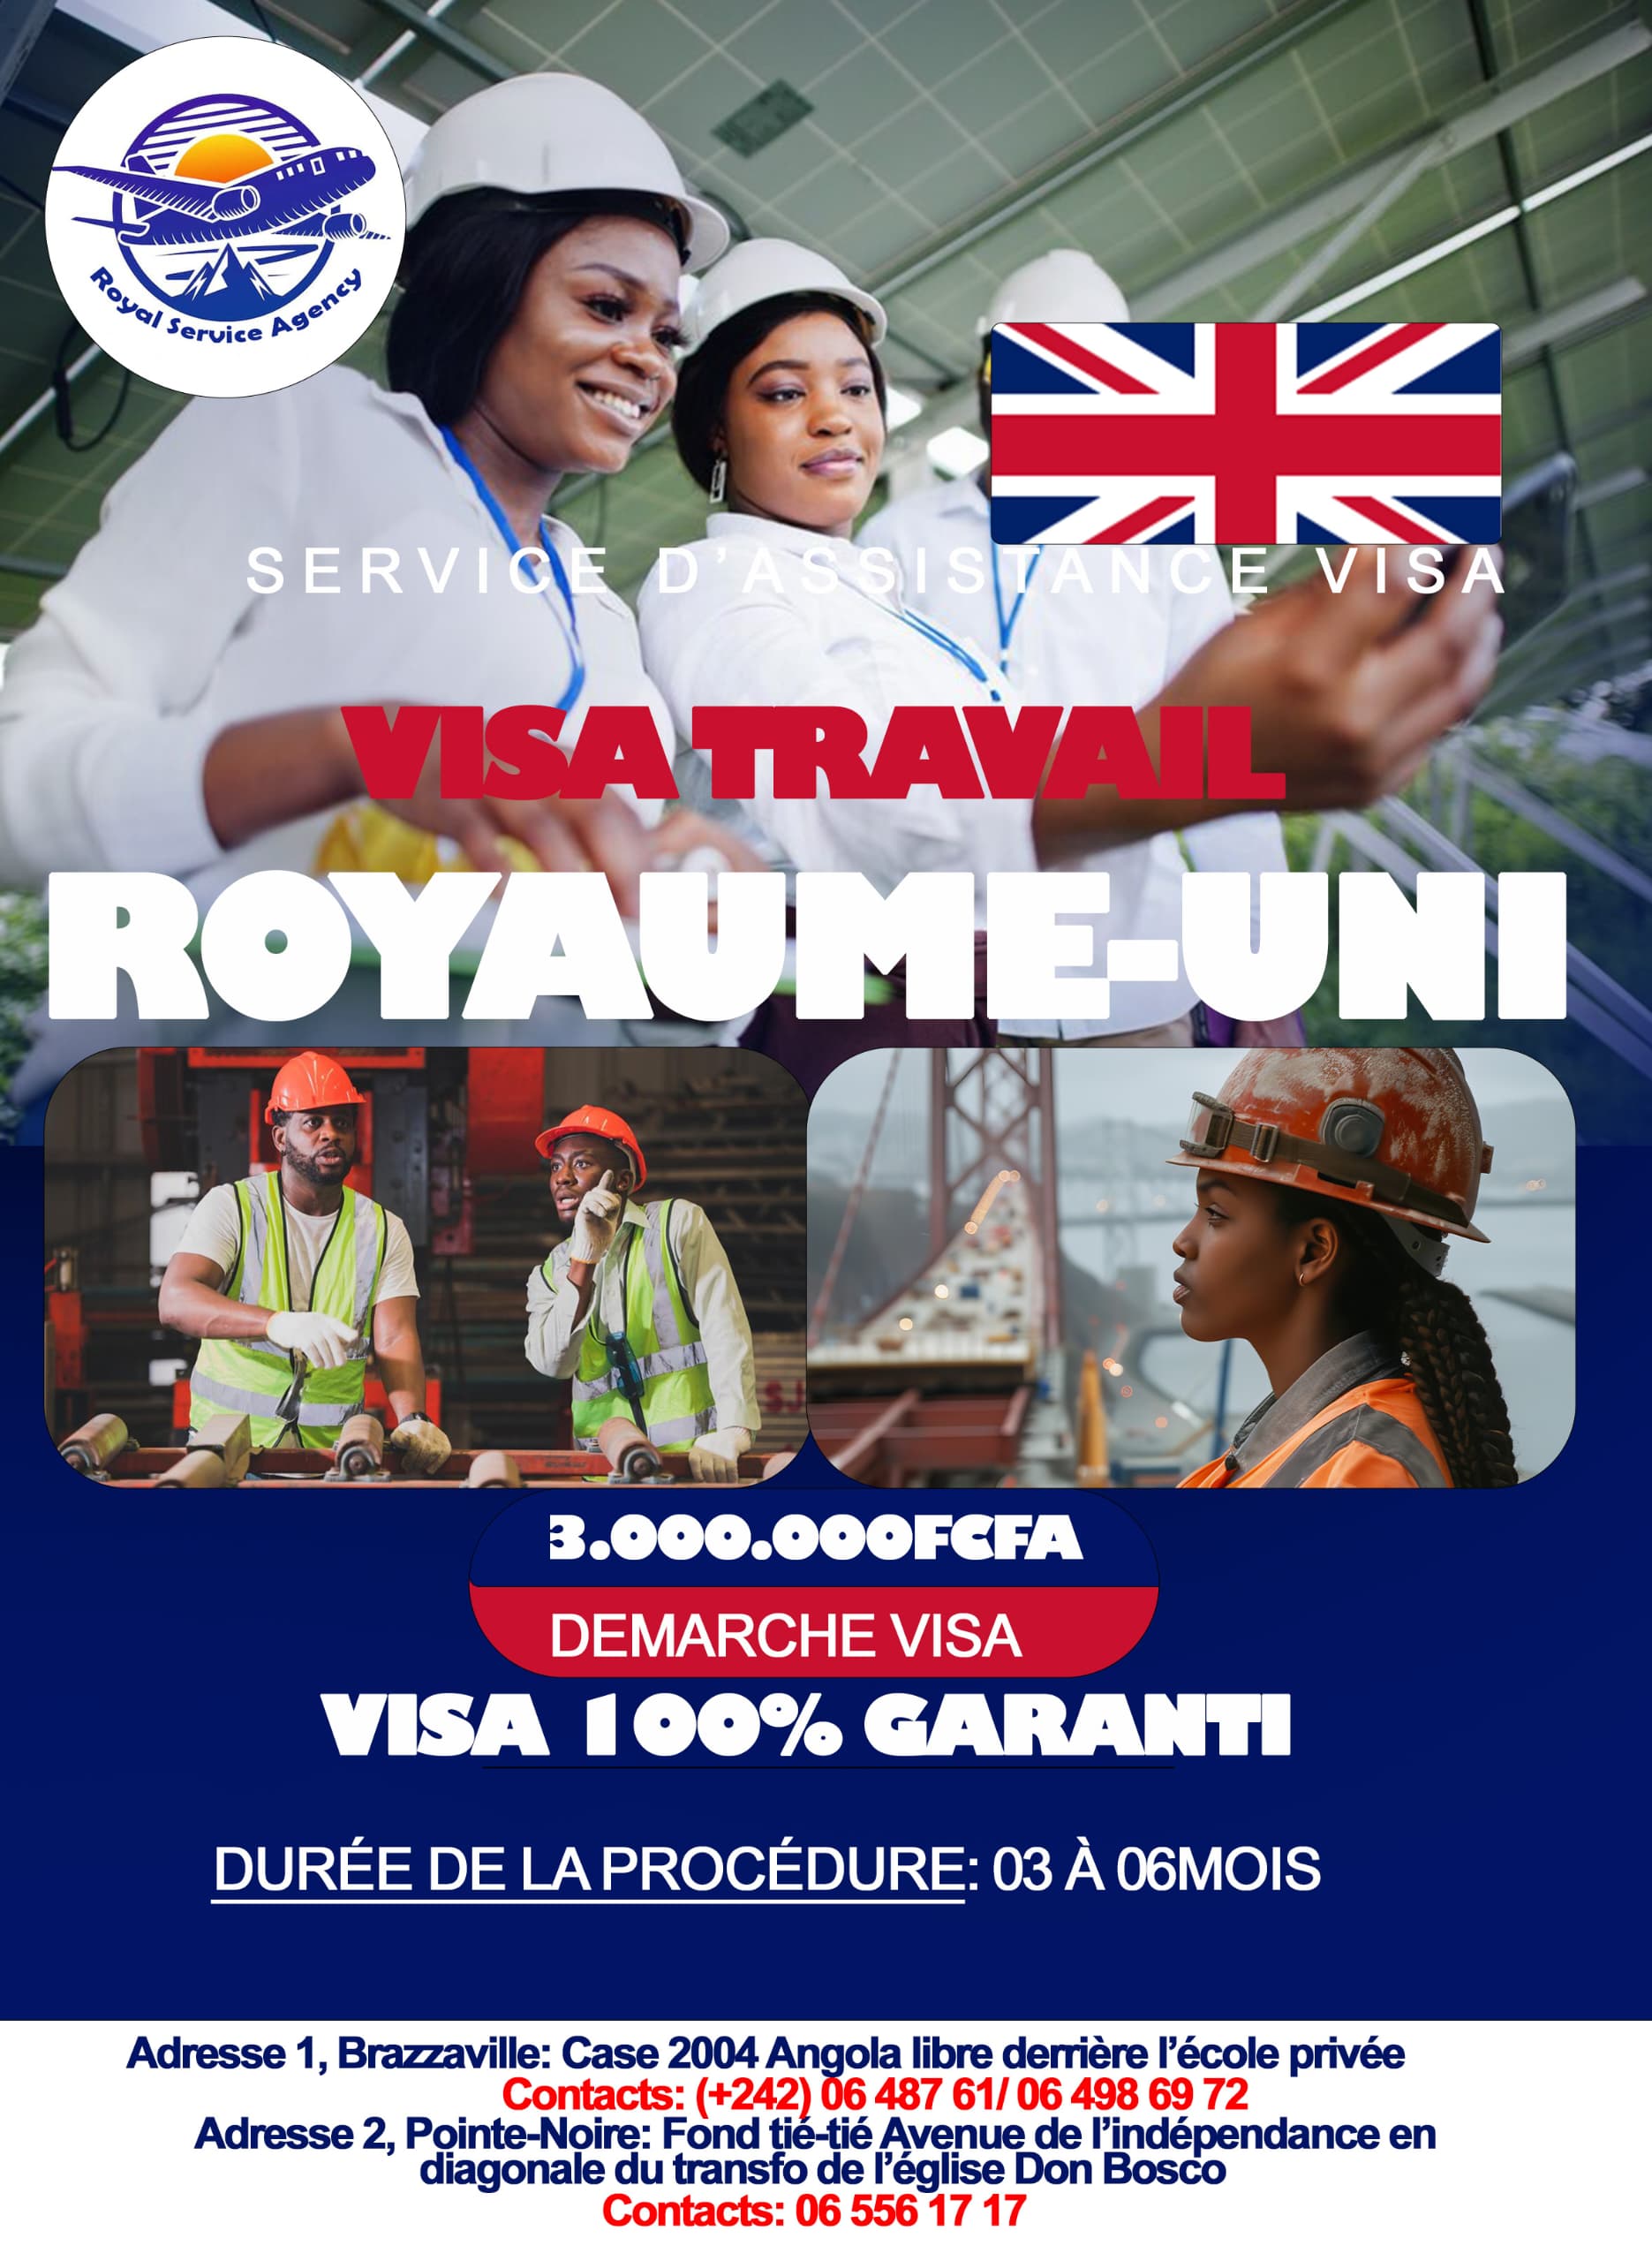 Royal Service Agency
SERVICE D'ASSISTANCE VISA
VISA TRAVAIL
ROYAUME-UNI
3.000.000FCFA
DEMARCHE VISA
VISA 100% GARANTI
DURÉE DE LA PROCÉDURE: 03 À 06MOIS
Adresse 1, Brazzaville: Case 2004 Angola libre derrière l'école privée
Contacts: (+242) 06 487 61/ 06 498 69 72
Adresse 2, Pointe-Noire: Fond tié-tié Avenue de l'indépendance en
diagonale du transfo de l'église Don Bosco
Contacts: 06 556 17 17